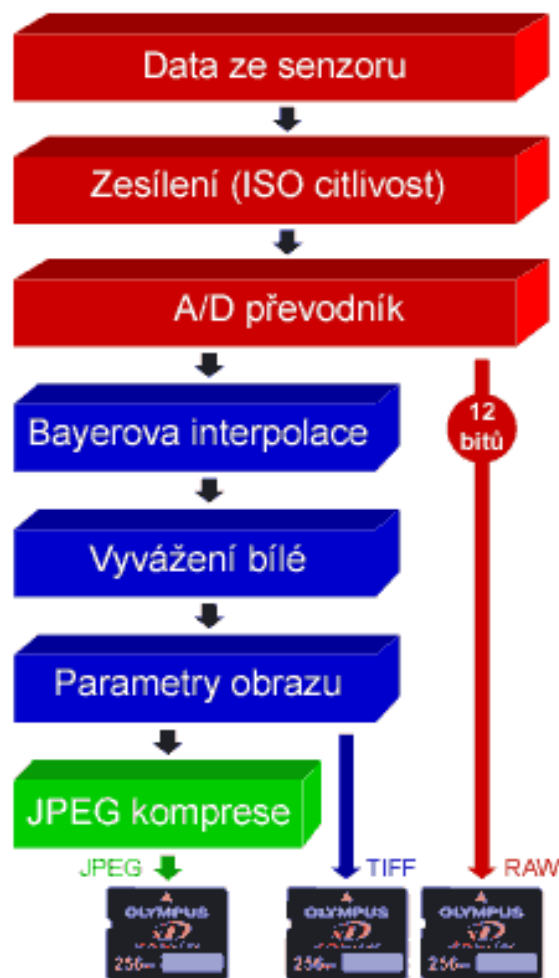 Data ze senzoru
Zesílení (ISO citlivost)
A/D převodník
12
bitů
Bayerova interpolace
Vyvážení bílé
Parametry obrazu
JPEG komprese
JPEG
TIFF
RAW
OLYMPUS
OLYMPUS
OLYMPUS
xD
xD
xD
256
256
256